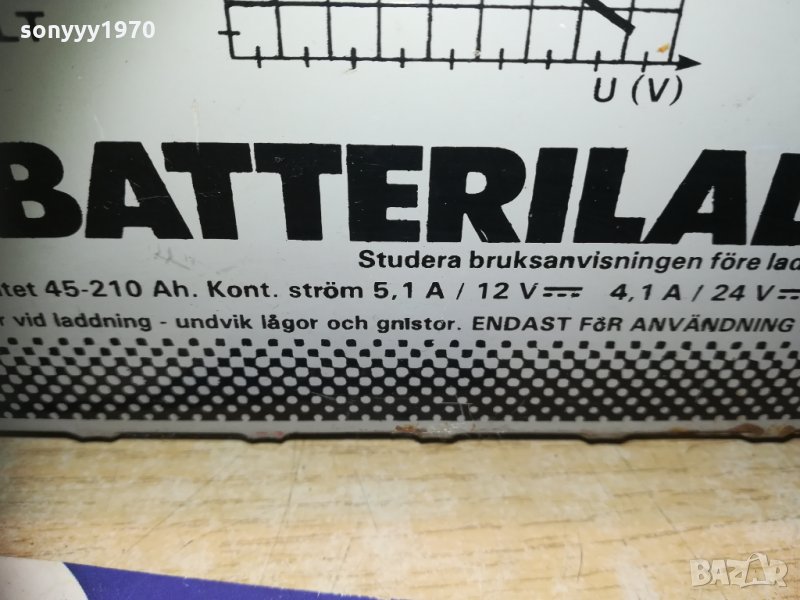 sonyyy1970
LT
U (V)
BATTERILAD
Studera bruksanvisningen före lad
tet 45-210 Ah. Kont. ström 5,1 A / 12 V⎓ 4,1 A / 24 V⎓
r vid laddning - undvik lågor och gnistor. ENDAST FöR ANVÄNDNING
BAZAR